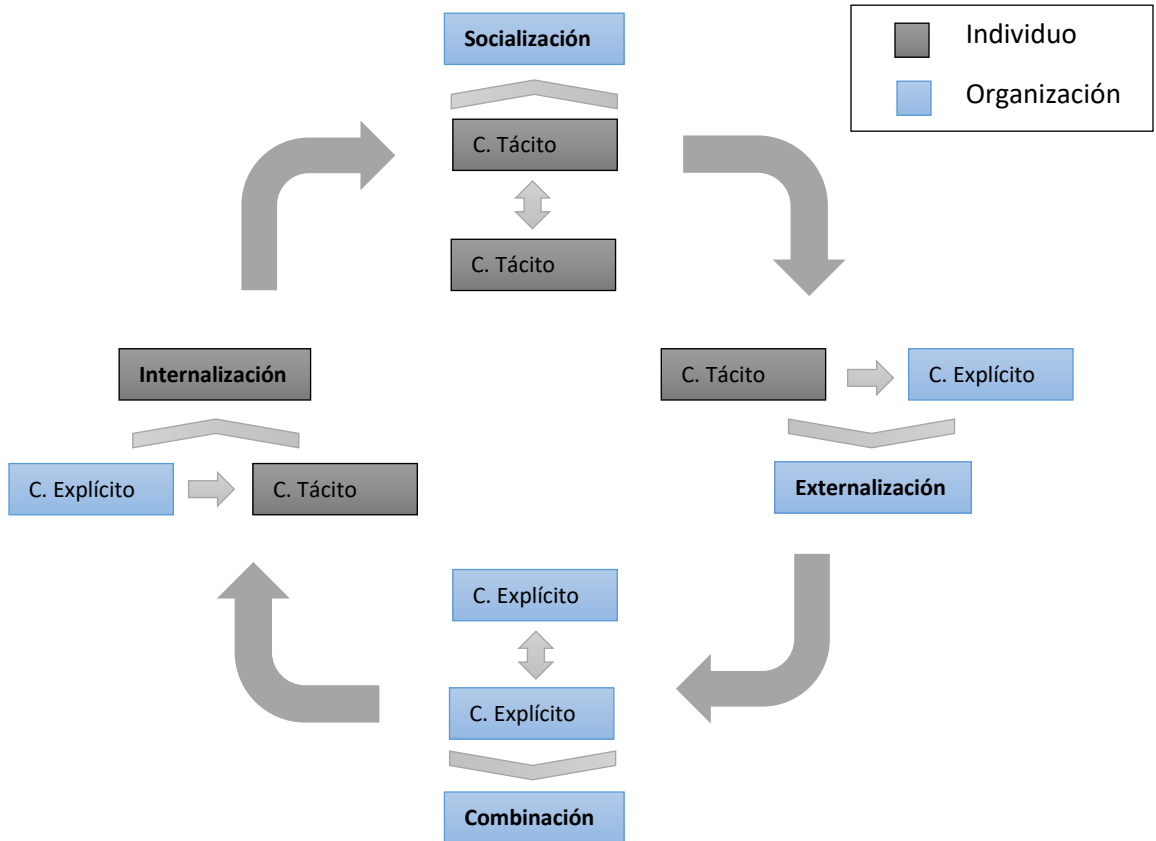 Socialización
Individuo
Organización
C. Tácito
C. Tácito
Internalización
C. Tácito
C. Explícito
C. Explícito
C. Tácito
Externalización
C. Explícito
C. Explícito
Combinación